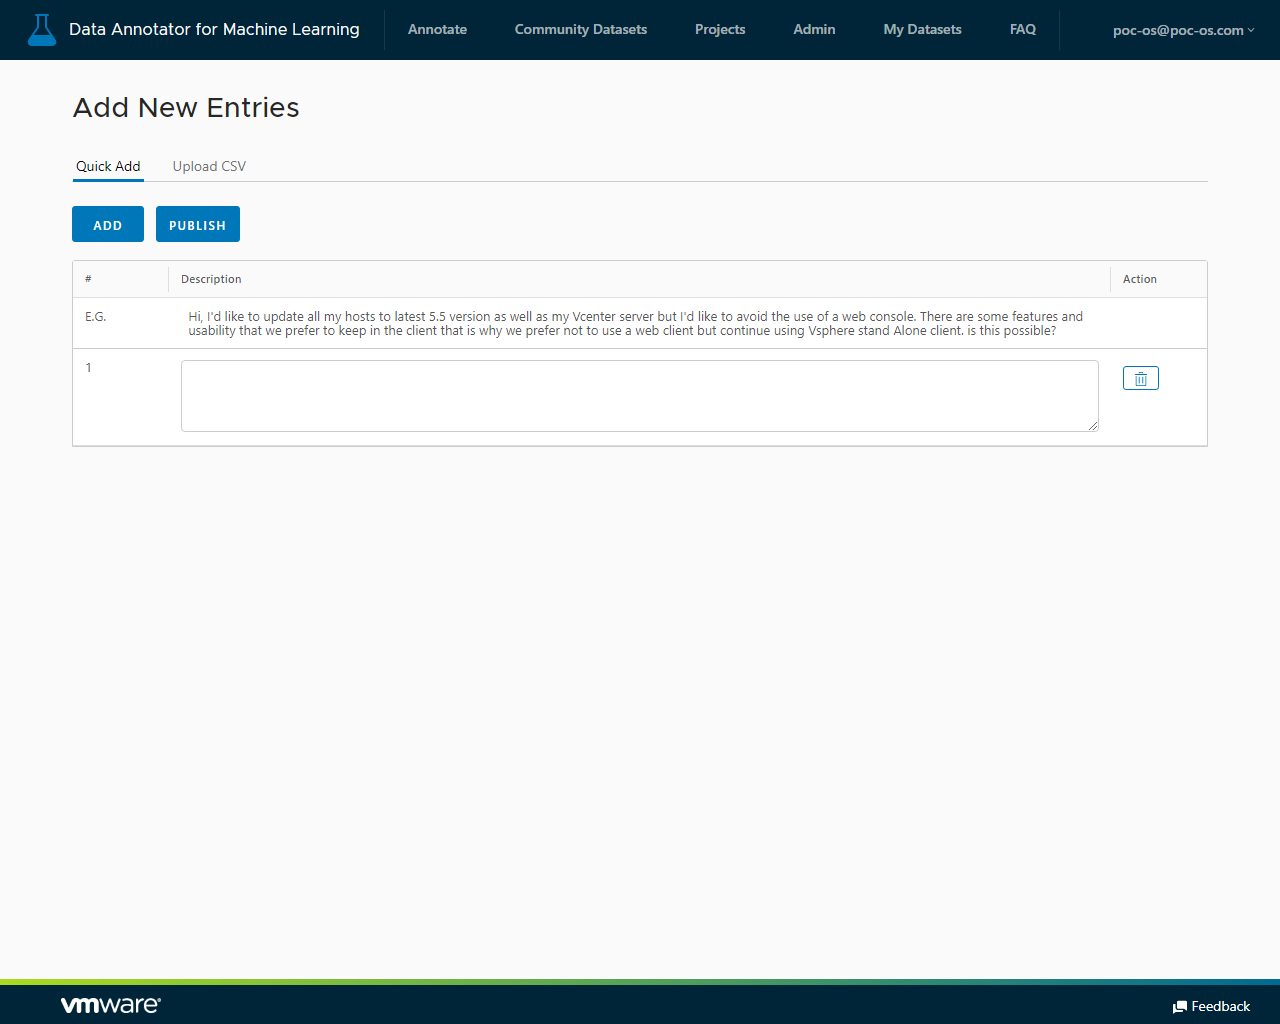 Data Annotator for Machine Learning
Annotate
Community Datasets
Projects
Admin
My Datasets
FAQ
poc-os@poc-os.com
Add New Entries
Quick Add
Upload CSV
ADD
PUBLISH
#
Description
Action
E.G.
Hi, I'd like to update all my hosts to latest 5.5 version as well as my Vcenter server but I'd like to avoid the use of a web console. There are some features and
usability that we prefer to keep in the client that is why we prefer not to use a web client but continue using Vsphere stand Alone client. is this possible?
1
vmware®
Feedback